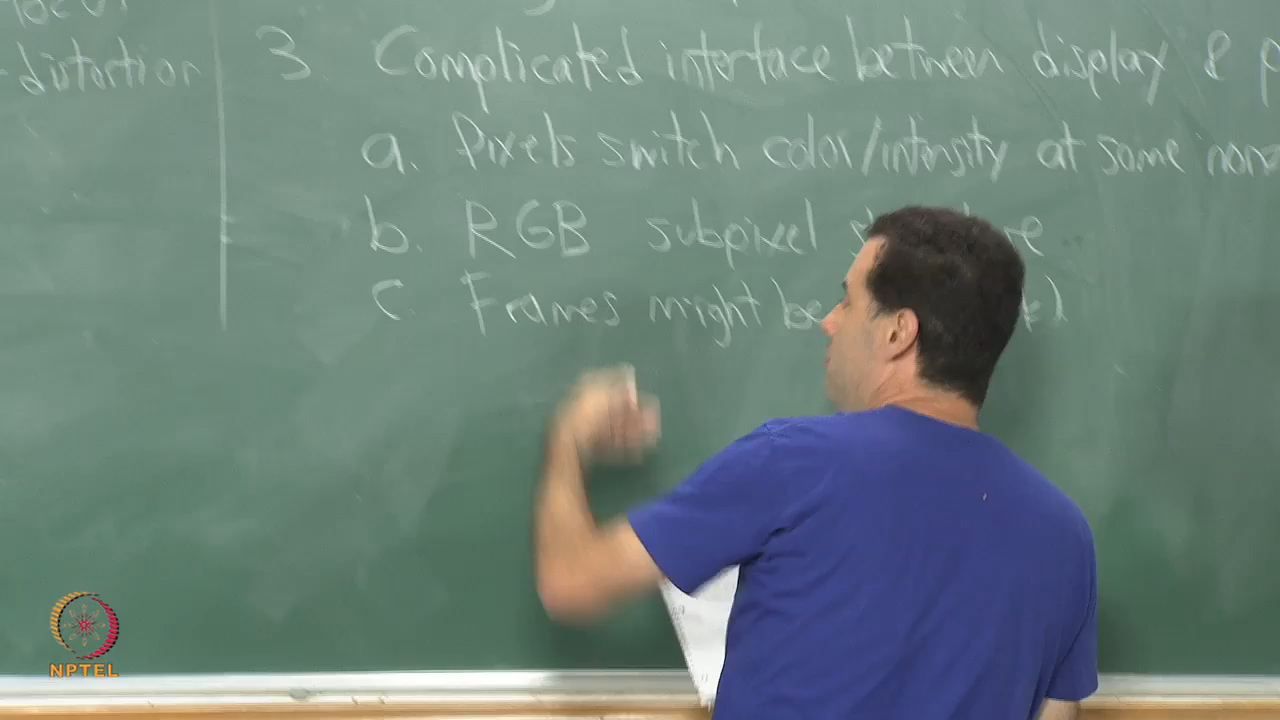 distortion
3. Complicated interface between display &
a. Pixels switch color/intensity at some
b. RGB subpixel
c. Frames might be
NPTEL